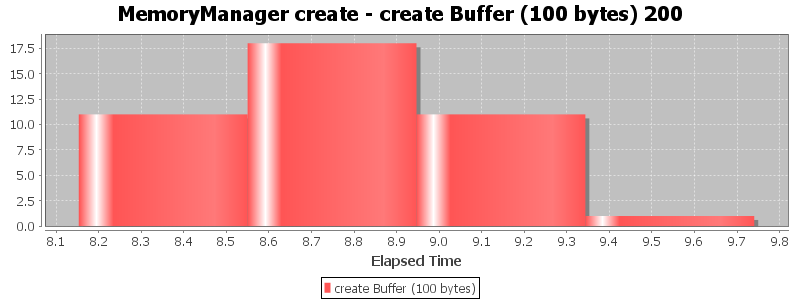 MemoryManager create - create Buffer (100 bytes) 200
17.5
15.0
12.5
10.0
7.5
5.0
2.5
0.0
8.1 8.2 8.3 8.4 8.5 8.6 8.7 8.8 8.9 9.0 9.1 9.2 9.3 9.4 9.5 9.6 9.7 9.8
Elapsed Time
create Buffer (100 bytes)